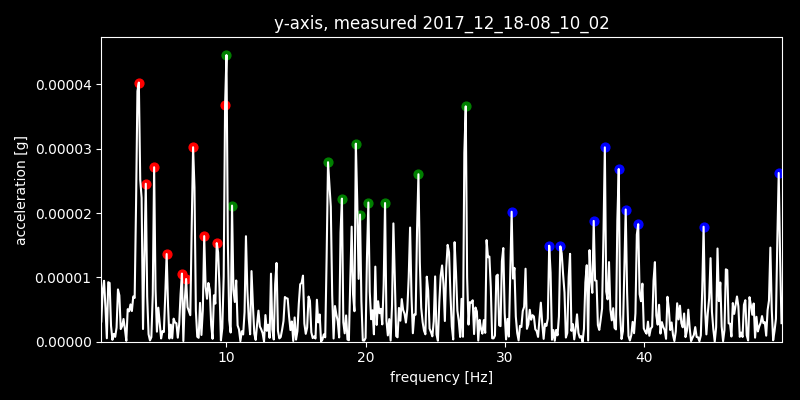 y-axis, measured 2017_12_18-08_10_02
0.00004
0.00003
0.00002
0.00001
0.00000
acceleration [g]
10 20 30 40
frequency [Hz]